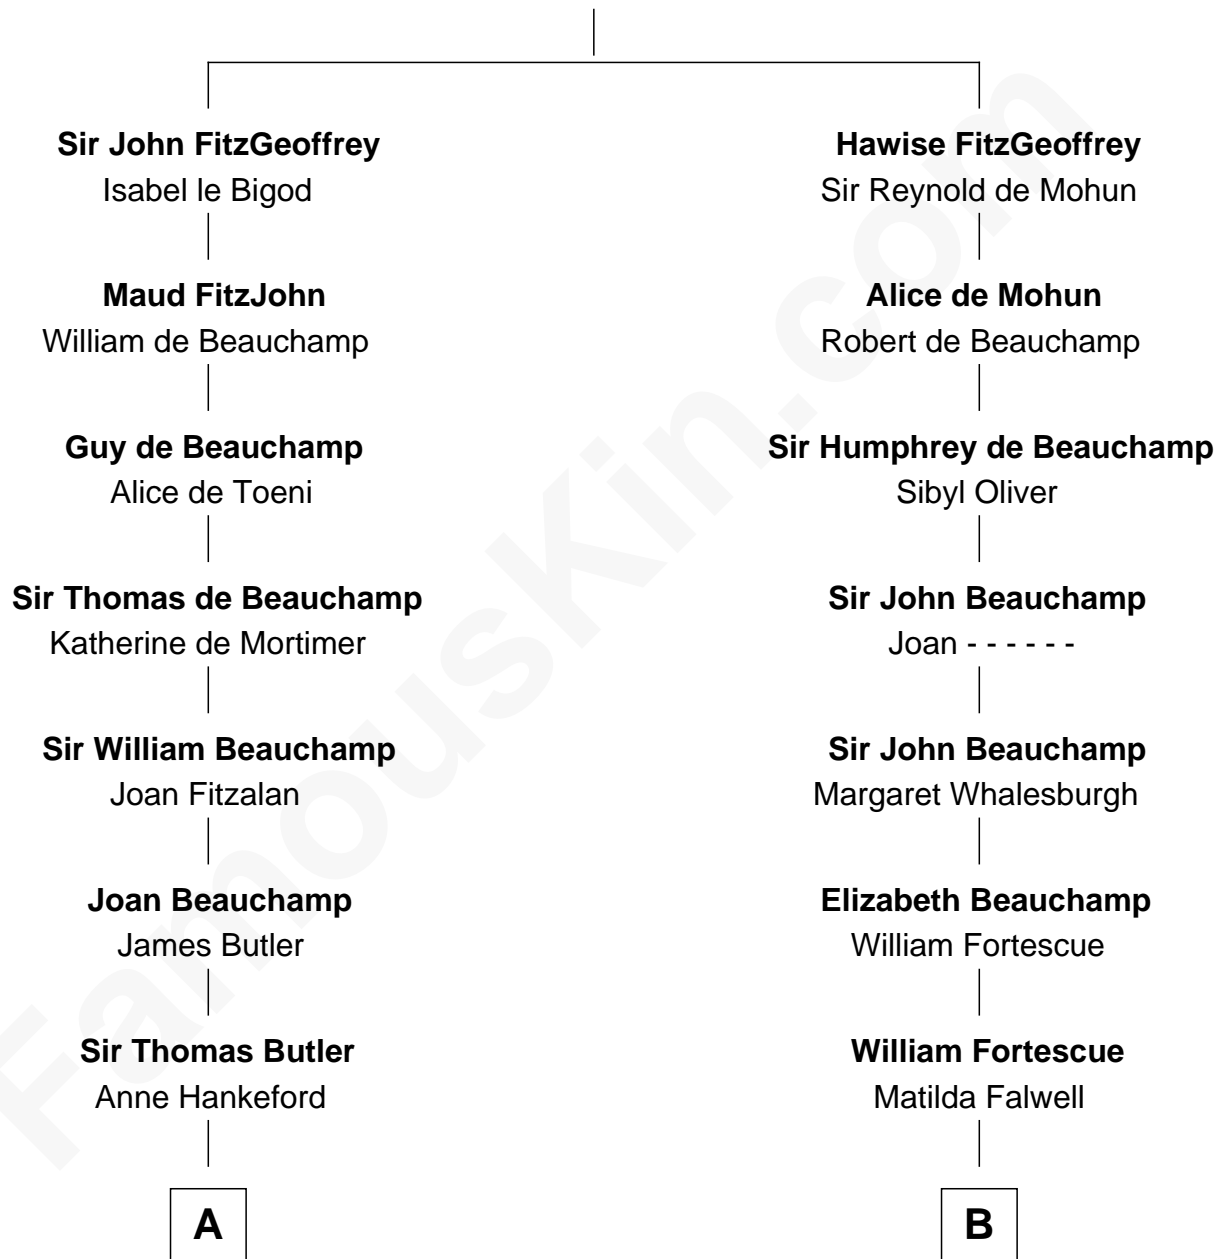 Sir John FitzGeoffrey
Isabel le Bigod
Maud FitzJohn
William de Beauchamp
Guy de Beauchamp
Alice de Toeni
Sir Thomas de Beauchamp
Katherine de Mortimer
Sir William Beauchamp
Joan Fitzalan
Joan Beauchamp
James Butler
Sir Thomas Butler
Anne Hankeford
A
Hawise FitzGeoffrey
Sir Reynold de Mohun
Alice de Mohun
Robert de Beauchamp
Sir Humphrey de Beauchamp
Sibyl Oliver
Sir John Beauchamp
Joan - - - - - -
Sir John Beauchamp
Margaret Whalesburgh
Elizabeth Beauchamp
William Fortescue
William Fortescue
Matilda Falwell
B
FamousKin.com